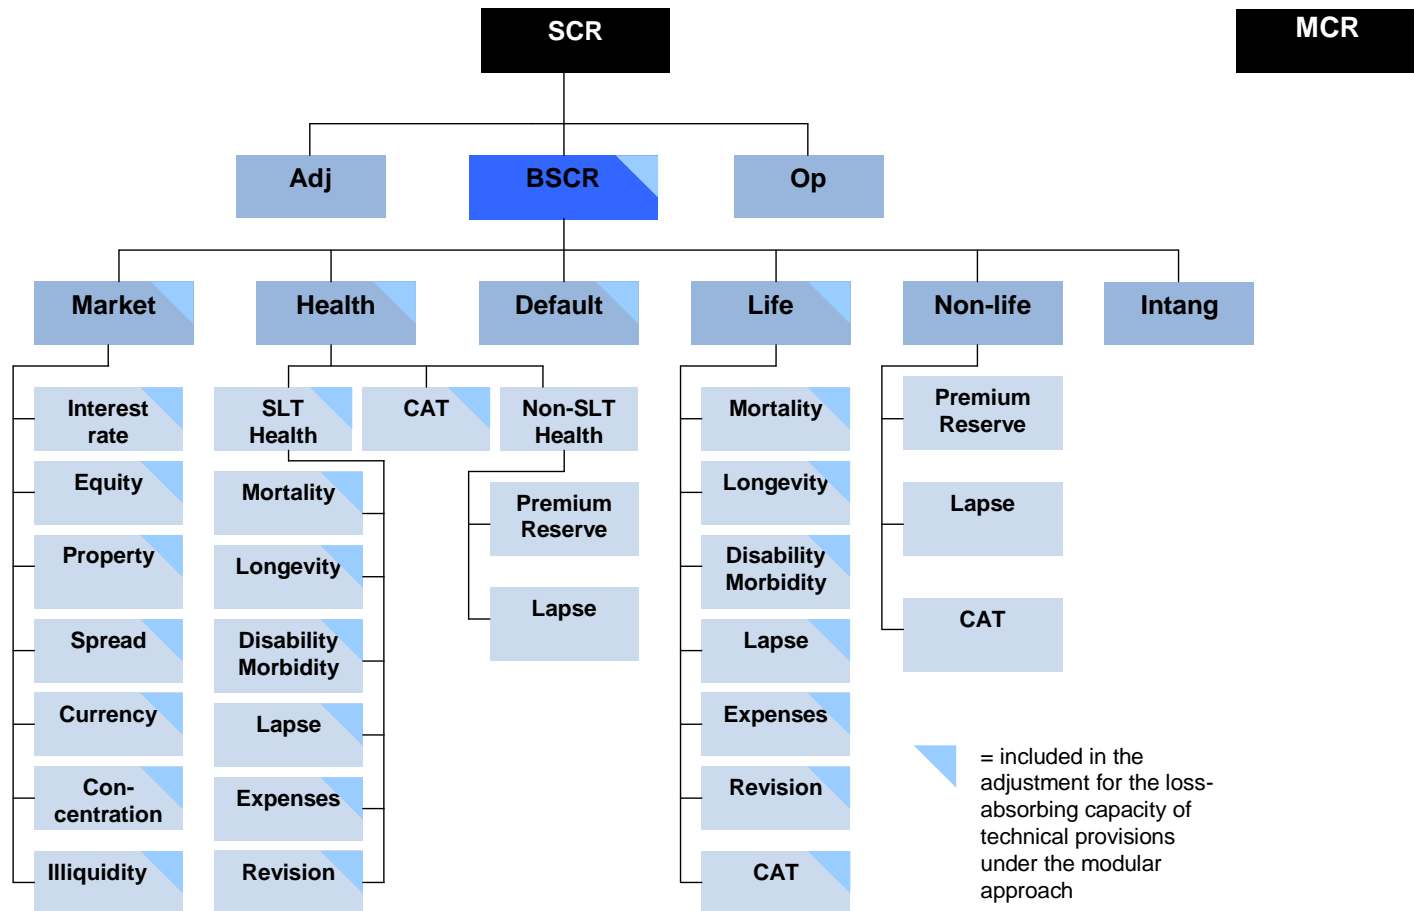 SCR
MCR
Adj
BSCR
Op
Market
Health
Default
Life
Non-life
Intang
Interest
rate
Equity
Property
Spread
Currency
Con-
centration
Illiquidity
SLT
Health
CAT
Non-SLT
Health
Mortality
Longevity
Disability
Morbidity
Lapse
Expenses
Revision
Premium
Reserve
Lapse
Mortality
Longevity
Disability
Morbidity
Lapse
Expenses
Revision
CAT
Premium
Reserve
Lapse
CAT
= included in the
adjustment for the loss-
absorbing capacity of
technical provisions
under the modular
approach